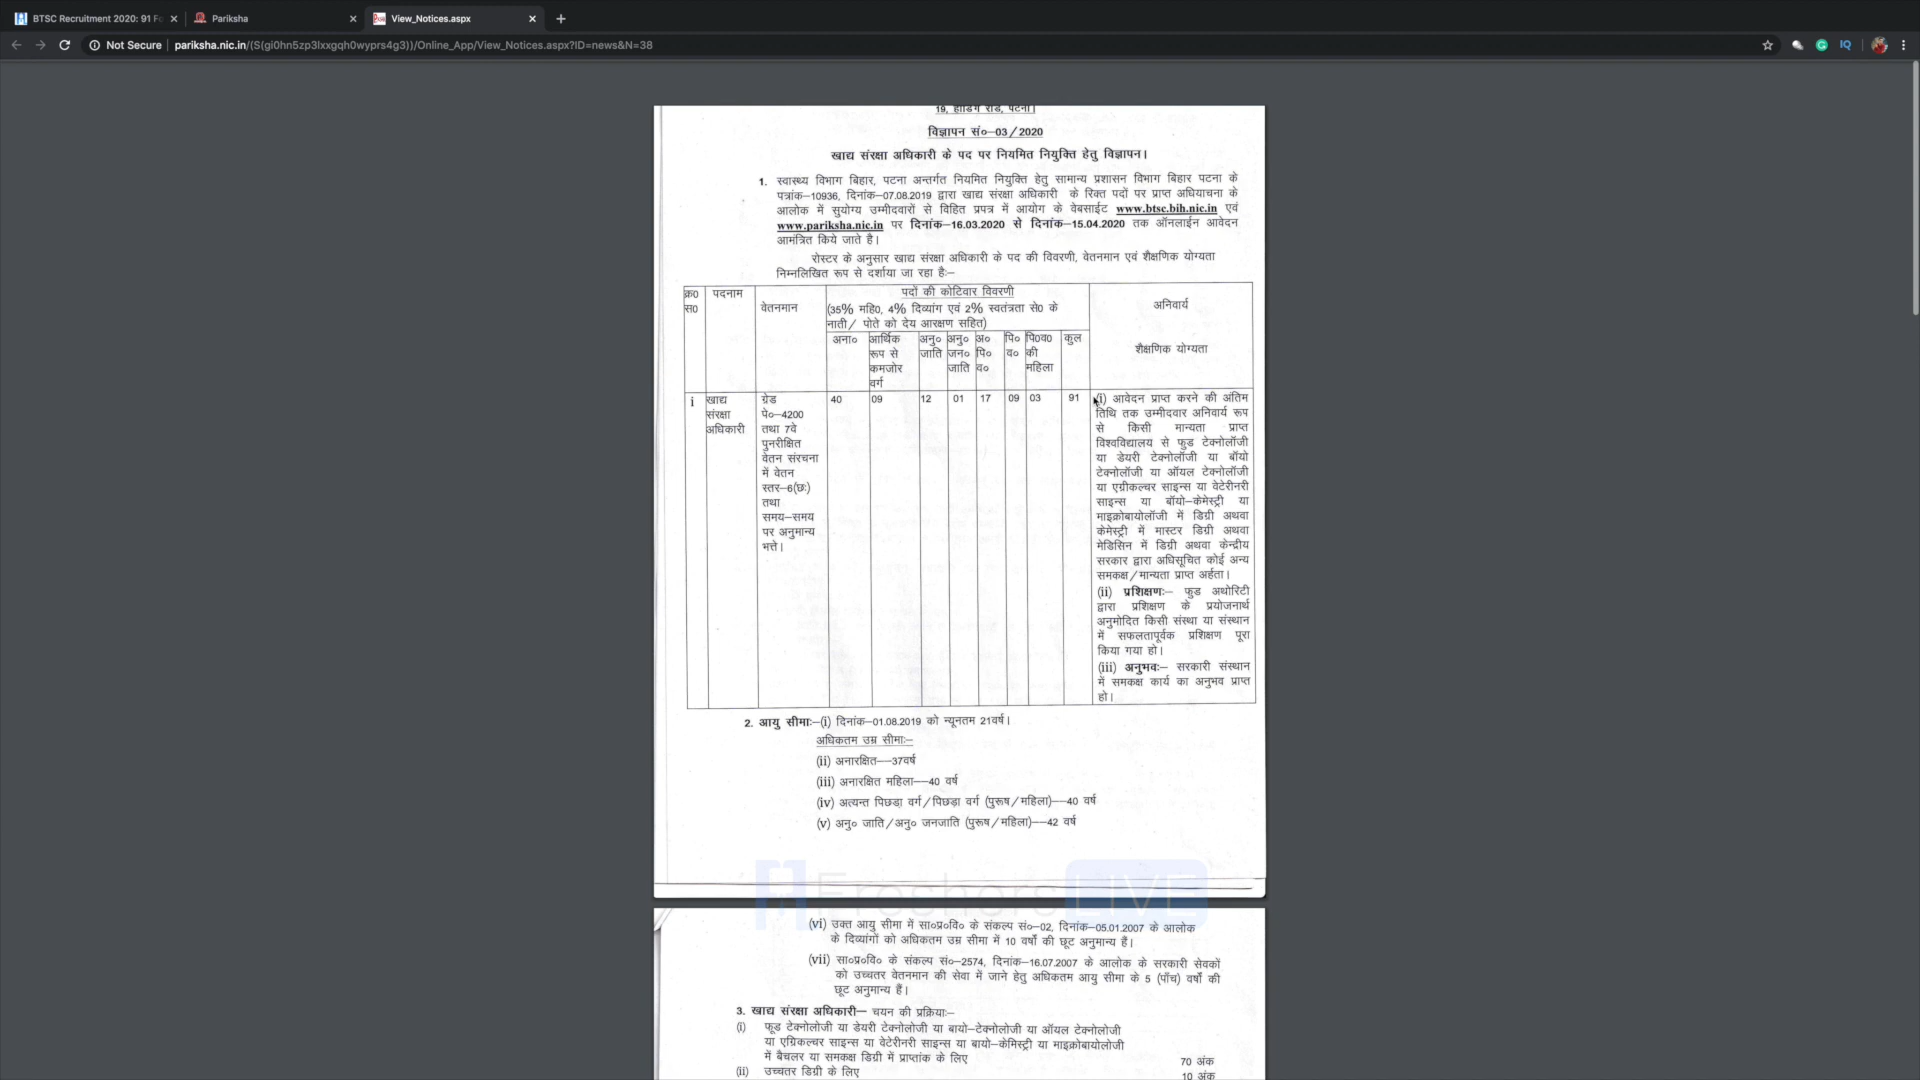 BTSC Recruitment 2020: 91 Fo
Pariksha
View_Notices.aspx
Not Secure | pariksha.nic.in/(S(gi0hn5zp3lxxgqh0wyprs4g3))/Online_App/View_Notices.aspx?ID=news&N=38
19, हार्डिंग रोड, पटना।
विज्ञापन सं०–03/2020
खाद्य संरक्षा अधिकारी के पद पर नियमित नियुक्ति हेतु विज्ञापन।
1. स्वास्थ्य विभाग बिहार, पटना अन्तर्गत नियमित नियुक्ति हेतु सामान्य प्रशासन विभाग बिहार पटना के
पत्रांक–10936, दिनांक–07.08.2019 द्वारा खाद्य संरक्षा अधिकारी के रिक्त पदों पर प्राप्त अधियाचना के
आलोक में सुयोग्य उम्मीदवारों से विहित प्रपत्र में आयोग के वेबसाईट www.btsc.bih.nic.in एवं
www.pariksha.nic.in पर दिनांक–16.03.2020 से दिनांक–15.04.2020 तक ऑनलाईन आवेदन
आमंत्रित किये जाते है।
रोस्टर के अनुसार खाद्य संरक्षा अधिकारी के पद की विवरणी, वेतनमान एवं शैक्षणिक योग्यता
निम्नलिखित रूप से दर्शाया जा रहा हैः–
क्र0 स0
पदनाम
वेतनमान
पदों की कोटिवार विवरणी
(35% महि0, 4% दिव्यांग एवं 2% स्वतंत्रता से0 के
नाती/ पोते को देय आरक्षण सहित)
अनिवार्य
शैक्षणिक योग्यता
अना०
आर्थिक
रूप से
कमजोर
वर्ग
अनु०
जाति
अनु०
जन०
जाति
अ०
पि०
व०
पि०
व०
पि0व0
की
महिला
कुल
i
खाद्य
संरक्षा
अधिकारी
ग्रेड
पे०–4200
तथा 7वे
पुनरीक्षित
वेतन संरचना
में वेतन
स्तर–6(छः)
तथा
समय–समय
पर अनुमान्य
भत्ते।
40 09 12 01 17 09 03 91
(i) आवेदन प्राप्त करने की अंतिम
तिथि तक उम्मीदवार अनिवार्य रूप
से किसी मान्यता प्राप्त
विश्वविद्यालय से फुड टेक्नोलॉजी
या डेयरी टेक्नोलॉजी या बॉयो
टेक्नोलॉजी या ऑयल टेक्नोलॉजी
या एग्रीकल्चर साइन्स या वेटेरीनरी
साइन्स या बॉयो–केमेस्ट्री या
माइक्रोबायोलॉजी में डिग्री अथवा
केमेस्ट्री में मास्टर डिग्री अथवा
मेडिसिन में डिग्री अथवा केन्द्रीय
सरकार द्वारा अधिसूचित कोई अन्य
समकक्ष/मान्यता प्राप्त अर्हता।
(ii) प्रशिक्षणः– फुड अथोरिटी
द्वारा प्रशिक्षण के प्रयोजनार्थ
अनुमोदित किसी संस्था या संस्थान
में सफलतापूर्वक प्रशिक्षण पूरा
किया गया हो।
(iii) अनुभवः– सरकारी संस्थान
में समकक्ष कार्य का अनुभव प्राप्त
हो।
2. आयु सीमाः–(i) दिनांक–01.08.2019 को न्यूनतम 21वर्ष।
अधिकतम उम्र सीमाः–
(ii) अनारक्षित––37वर्ष
(iii) अनारक्षित महिला––40 वर्ष
(iv) अत्यन्त पिछडा़ वर्ग/पिछड़ा वर्ग (पुरूष/महिला)––40 वर्ष
(v) अनु० जाति/अनु० जनजाति (पुरूष/महिला)––42 वर्ष
Freshers LIVE
(vi) उक्त आयु सीमा में सा०प्र०वि० के संकल्प सं०–02, दिनांक–05.01.2007 के आलोक
के दिव्यांगों को अधिकतम उम्र सीमा में 10 वर्षों की छूट अनुमान्य हैं।
(vii) सा०प्र०वि० के संकल्प सं०–2574, दिनांक–16.07.2007 के आलोक के सरकारी सेवकों
को उच्चतर वेतनमान की सेवा में जाने हेतु अधिकतम आयु सीमा के 5 (पाँच) वर्षों की
छूट अनुमान्य हैं।
3. खाद्य संरक्षा अधिकारी– चयन की प्रक्रियाः–
(i) फूड टेक्नोलॉजी या डेयरी टेक्नोलॉजी या बायो–टेक्नोलॉजी या ऑयल टेक्नोलॉजी
या एग्रिकल्चर साइन्स या वेटेरीनरी साइन्स या बायो–केमिस्ट्री या माइक्रोबायोलोजी
में बैचलर या समकक्ष डिग्री में प्राप्तांक के लिए 70 अंक
(ii) उच्चतर डिग्री के लिए 10 अंक